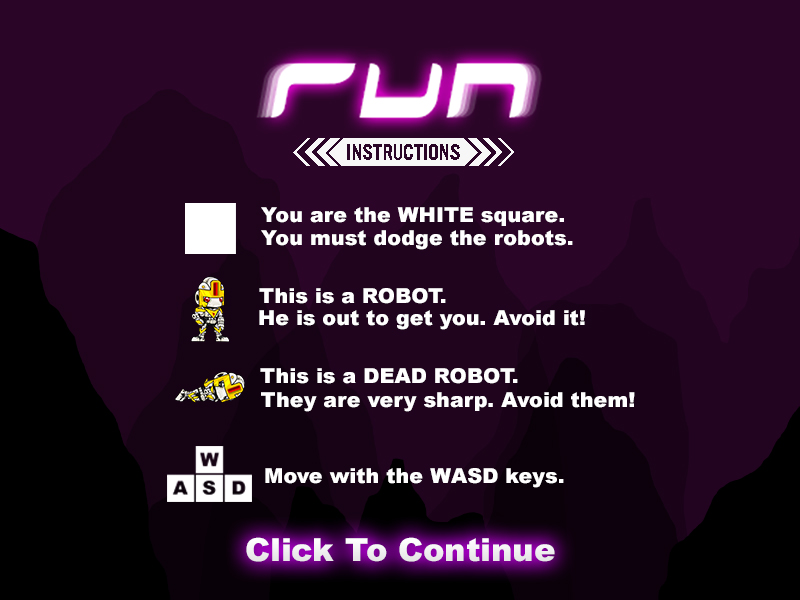 run
INSTRUCTIONS
You are the WHITE square.
You must dodge the robots.
This is a ROBOT.
He is out to get you. Avoid it!
This is a DEAD ROBOT.
They are very sharp. Avoid them!
W
A S D
Move with the WASD keys.
Click To Continue